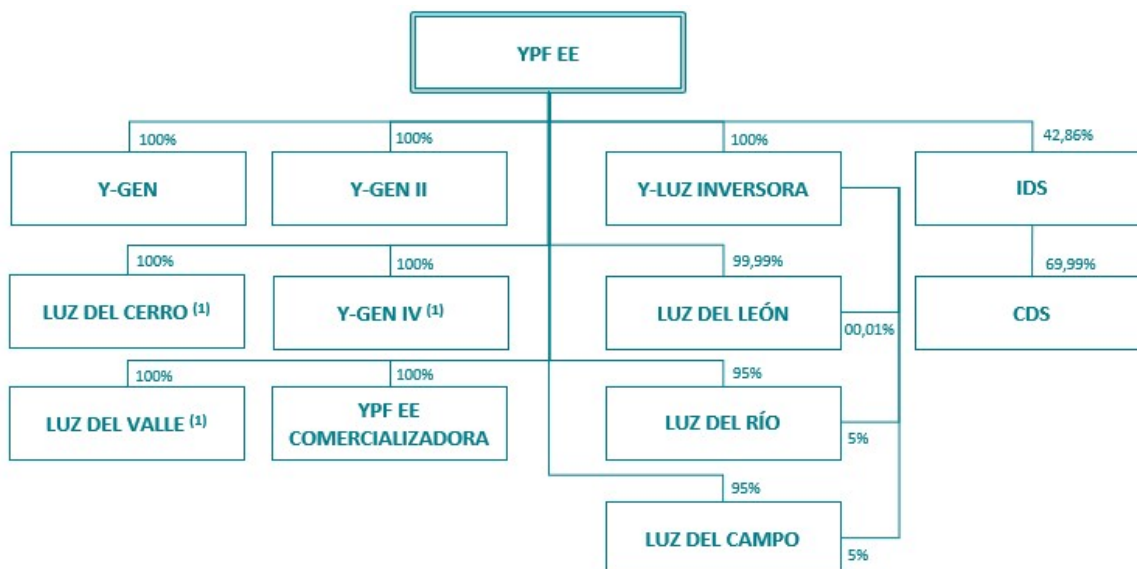 YPF EE
100%
100%
100%
42,86%
Y-GEN
Y-GEN II
Y-LUZ INVERSORA
IDS
100%
100%
99,99%
69,99%
LUZ DEL CERRO (1)
Y-GEN IV (1)
LUZ DEL LEÓN
CDS
00,01%
100%
100%
95%
LUZ DEL VALLE (1)
YPF EE
COMERCIALIZADORA
LUZ DEL RÍO
5%
95%
LUZ DEL CAMPO
5%